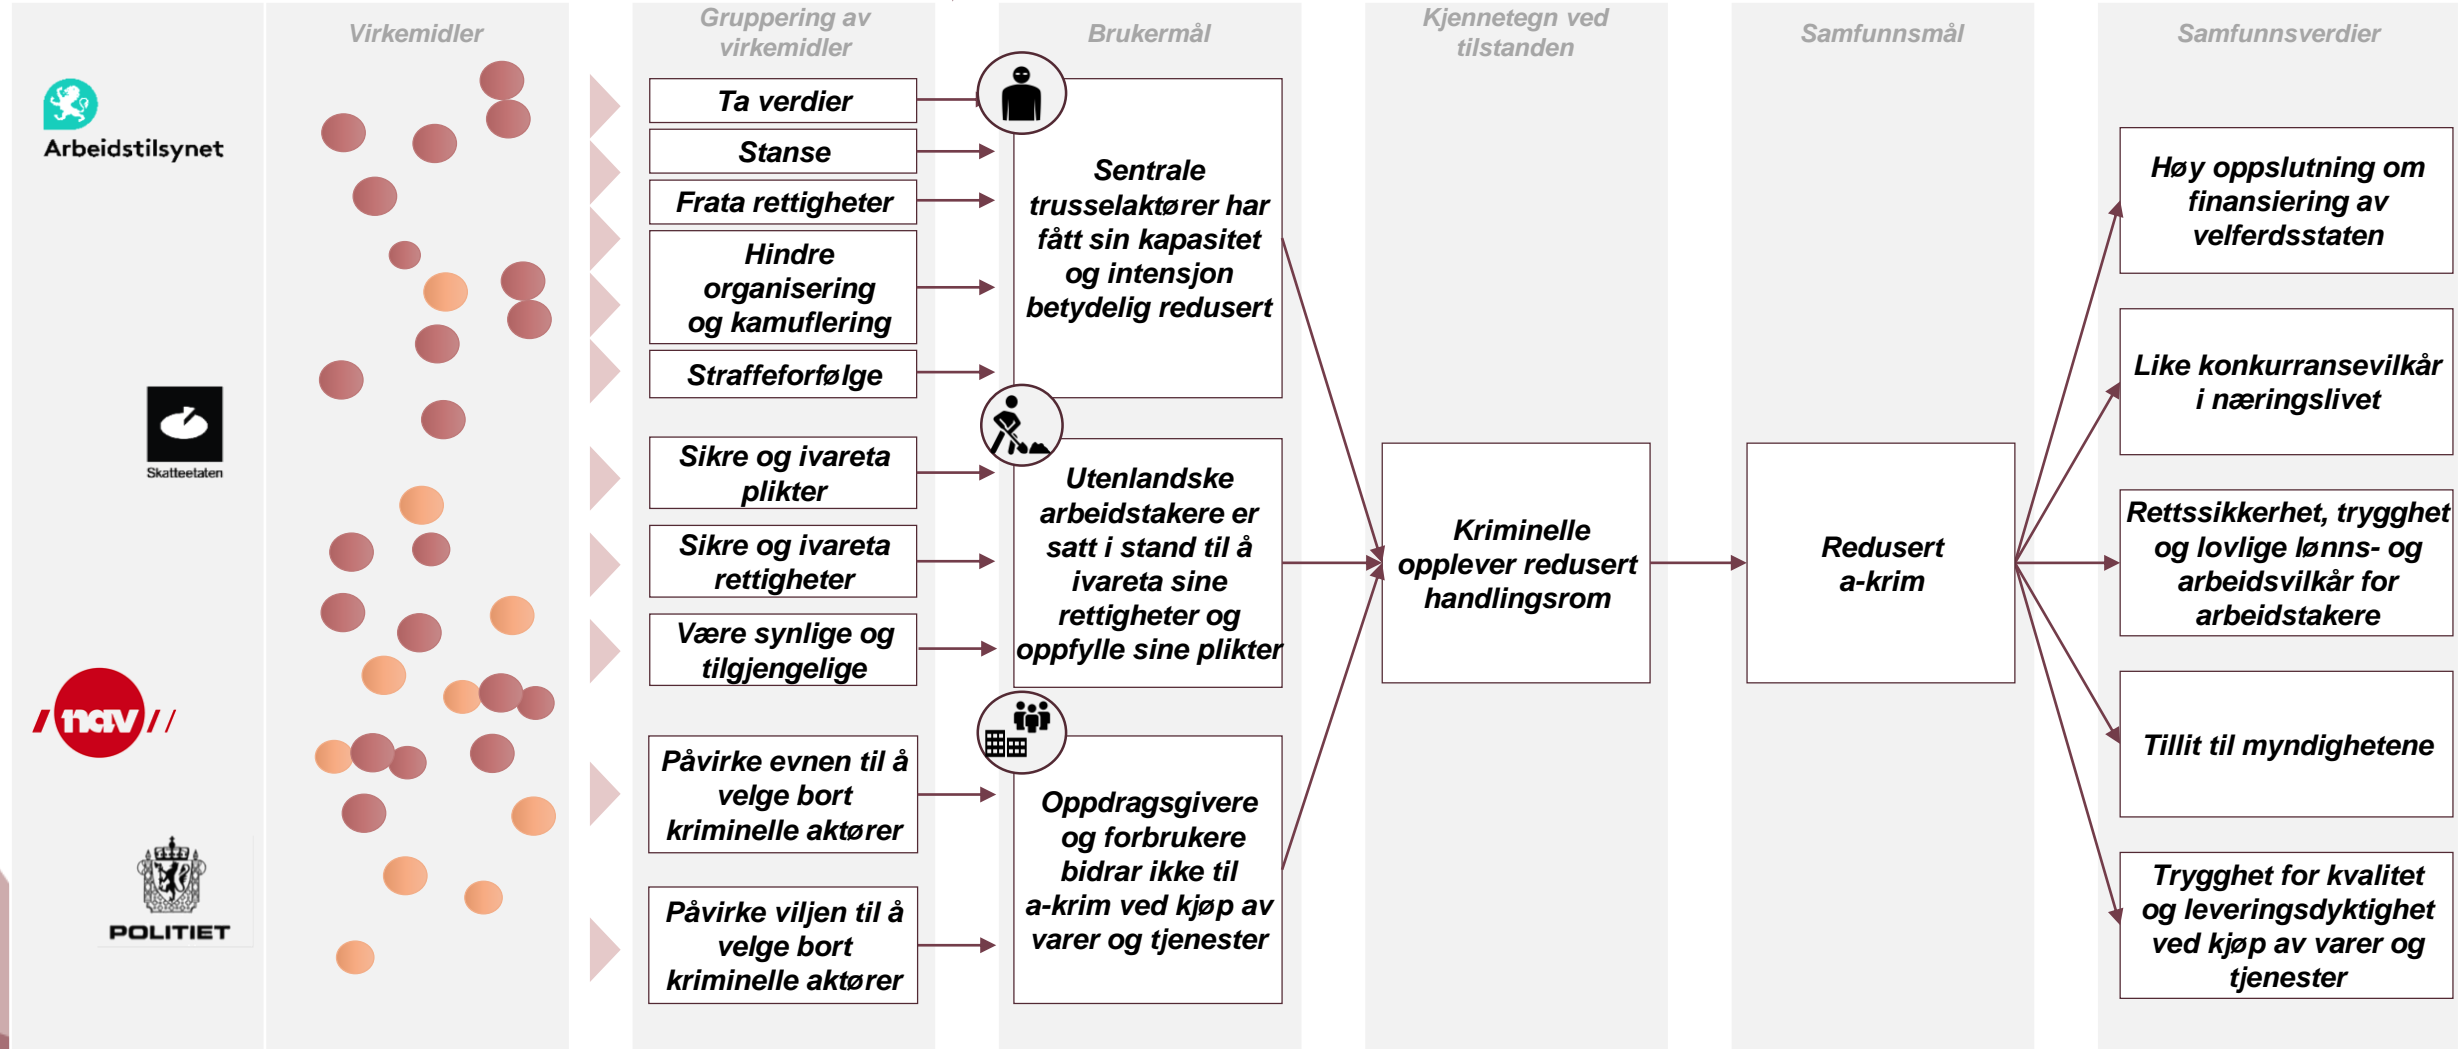 Virkemidler
Gruppering av
virkemidler
Brukermål
Kjennetegn ved
tilstanden
Samfunnsmål
Samfunnsverdier
Arbeidstilsynet
Skatteetaten
nav
POLITIET
Ta verdier
Stanse
Frata rettigheter
Hindre
organisering
og kamuflering
Straffeforfølge
Sikre og ivareta
plikter
Sikre og ivareta
rettigheter
Være synlige og
tilgjengelige
Påvirke evnen til å
velge bort
kriminelle aktører
Påvirke viljen til å
velge bort
kriminelle aktører
Sentrale
trusselaktører har
fått sin kapasitet
og intensjon
betydelig redusert
Utenlandske
arbeidstakere er
satt i stand til å
ivareta sine
rettigheter og
oppfylle sine plikter
Oppdragsgivere
og forbrukere
bidrar ikke til
a-krim ved kjøp av
varer og tjenester
Kriminelle
opplever redusert
handlingsrom
Redusert
a-krim
Høy oppslutning om
finansiering av
velferdsstaten
Like konkurransevilkår
i næringslivet
Rettssikkerhet, trygghet
og lovlige lønns- og
arbeidsvilkår for
arbeidstakere
Tillit til myndighetene
Trygghet for kvalitet
og leveringsdyktighet
ved kjøp av varer og
tjenester